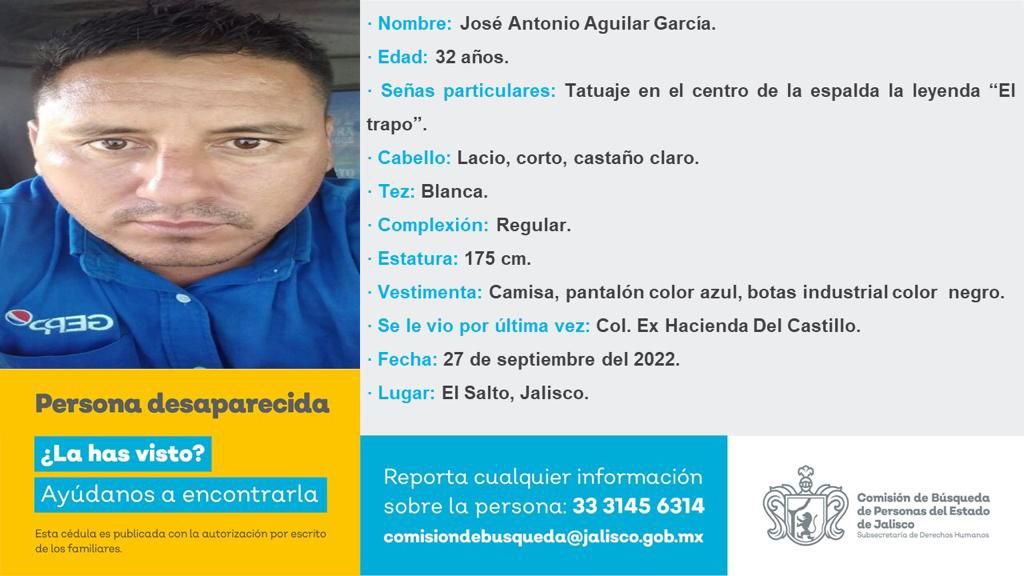 · Nombre: José Antonio Aguilar García.
· Edad: 32 años.
· Señas particulares: Tatuaje en el centro de la espalda la leyenda “El
trapo”.
· Cabello: Lacio, corto, castaño claro.
· Tez: Blanca.
· Complexión: Regular.
· Estatura: 175 cm.
· Vestimenta: Camisa, pantalón color azul, botas industrial color negro.
· Se le vio por última vez: Col. Ex Hacienda Del Castillo.
· Fecha: 27 de septiembre del 2022.
· Lugar: El Salto, Jalisco.
GEPP
Persona desaparecida
¿La has visto?
Ayúdanos a encontrarla
Esta cédula es publicada con la autorización por escrito
de los familiares.
Reporta cualquier información
sobre la persona: 33 3145 6314
comisiondebusqueda@jalisco.gob.mx
Comisión de Búsqueda
de Personas del Estado
de Jalisco
Subsecretaría de Derechos Humanos